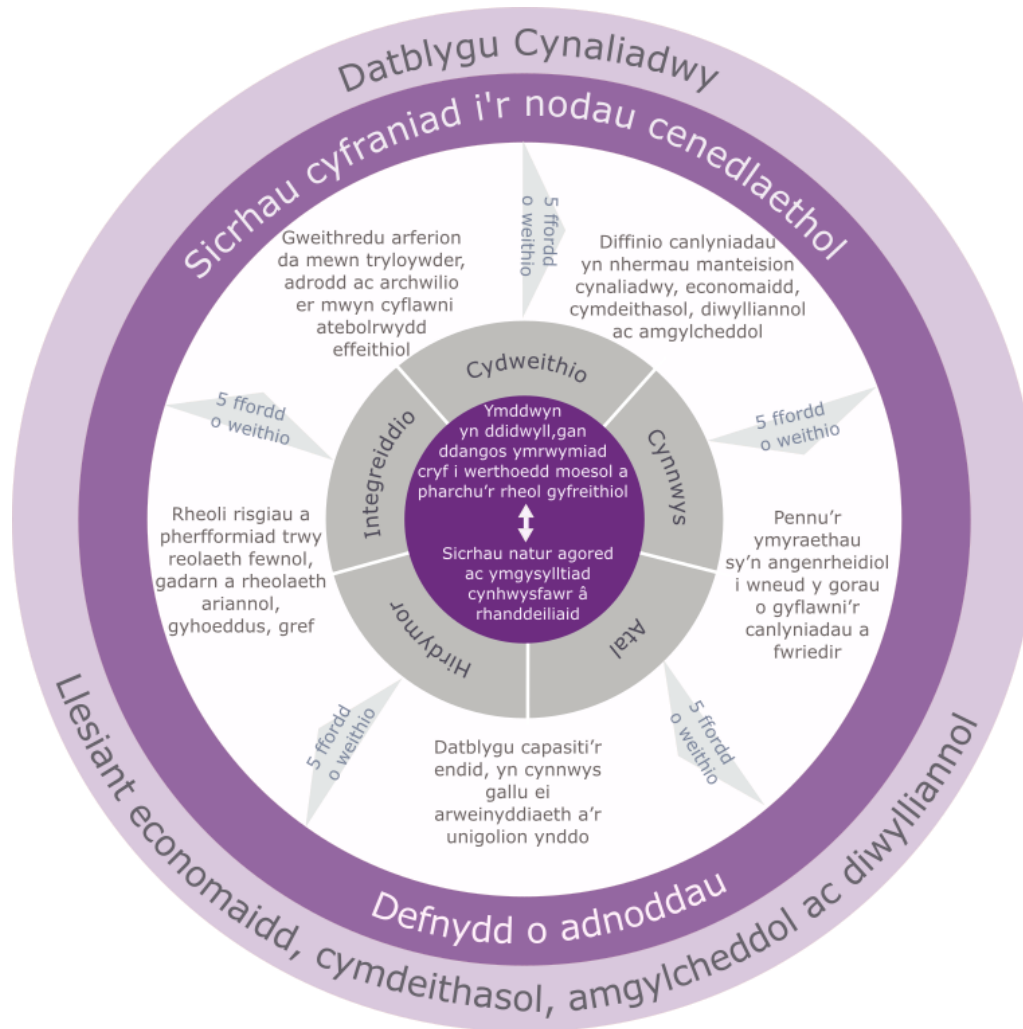 Datblygu Cynaliadwy
Sicrhau cyfraniad i'r nodau cenedlaethol
5 ffordd
o weithio
Gweithredu arferion
da mewn tryloywder,
adrodd ac archwilio
er mwyn cyflawni
atebolrwydd
effeithiol
Diffinio canlyniadau
yn nhermau manteision
cynaliadwy, economaidd,
cymdeithasol, diwylliannol
ac amgylcheddol
Cydweithio
5 ffordd
o weithio
5 ffordd
o weithio
Integreiddio
Cynnwys
Ymddwyn
yn ddidwyll,gan
ddangos ymrwymiad
cryf i werthoedd moesol a
pharchu’r rheol gyfreithiol
Sicrhau natur agored
ac ymgysylltiad
cynhwysfawr â
rhanddeiliaid
Rheoli risgiau a
pherfformiad trwy
reolaeth fewnol,
gadarn a rheolaeth
ariannol,
gyhoeddus, gref
Pennu’r
ymyraethau
sy’n angenrheidiol
i wneud y gorau
o gyflawni’r
canlyniadau a
fwriedir
Hirdymor
Atal
5 ffordd
o weithio
5 ffordd
o weithio
Datblygu capasiti’r
endid, yn cynnwys
gallu ei
arweinyddiaeth a’r
unigolion ynddo
Defnydd o adnoddau
Llesiant economaidd, cymdeithasol, amgylcheddol ac diwylliannol